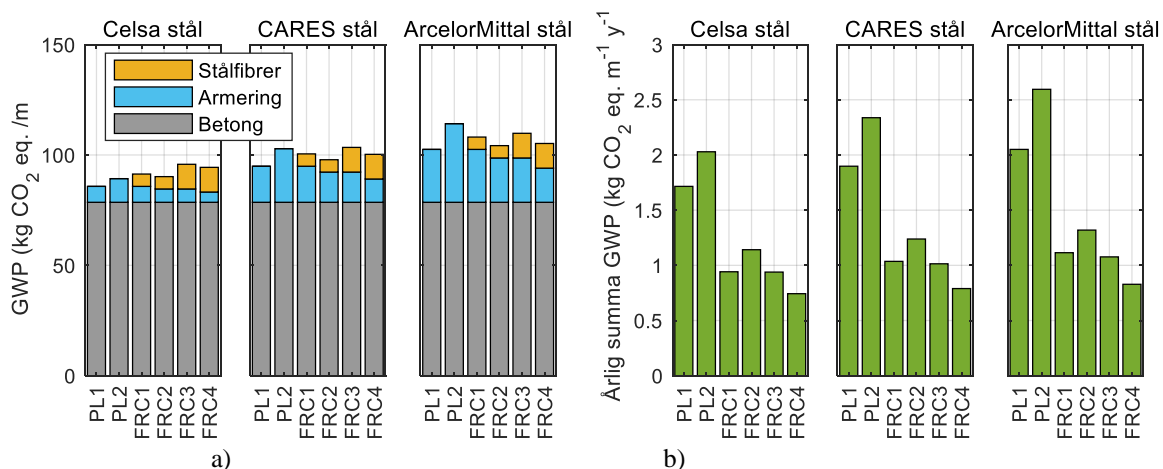 Celsa stål
CARES stål
ArcelorMittal stål
150
100
50
0
GWP (kg CO₂ eq. /m
Stålfibrer
Armering
Betong
PL1
PL2
FRC1
FRC2
FRC3
FRC4
PL1
PL2
FRC1
FRC2
FRC3
FRC4
PL1
PL2
FRC1
FRC2
FRC3
FRC4
a)
Celsa stål
CARES stål
ArcelorMittal stål
3
2.5
2
1.5
1
0.5
0
Årlig summa GWP (kg CO₂ eq. m⁻¹ y⁻¹
PL1
PL2
FRC1
FRC2
FRC3
FRC4
PL1
PL2
FRC1
FRC2
FRC3
FRC4
PL1
PL2
FRC1
FRC2
FRC3
FRC4
b)